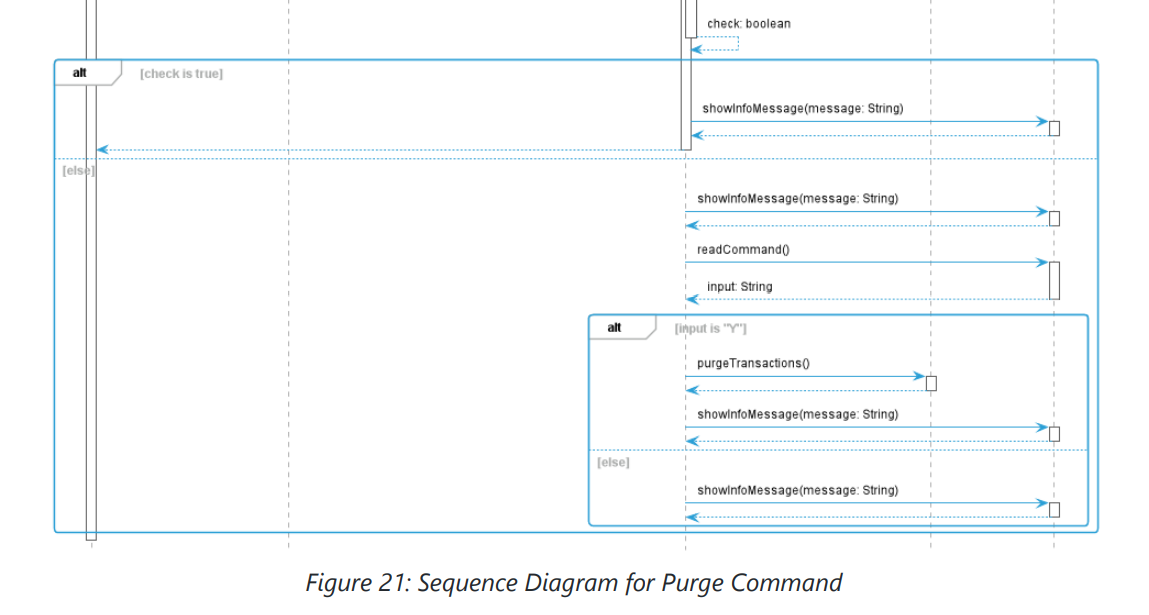 check: boolean
alt [check is true]
showInfoMessage(message: String)
[else]
showInfoMessage(message: String)
readCommand()
input: String
alt [input is "Y"]
purgeTransactions()
showInfoMessage(message: String)
[else]
showInfoMessage(message: String)
Figure 21: Sequence Diagram for Purge Command